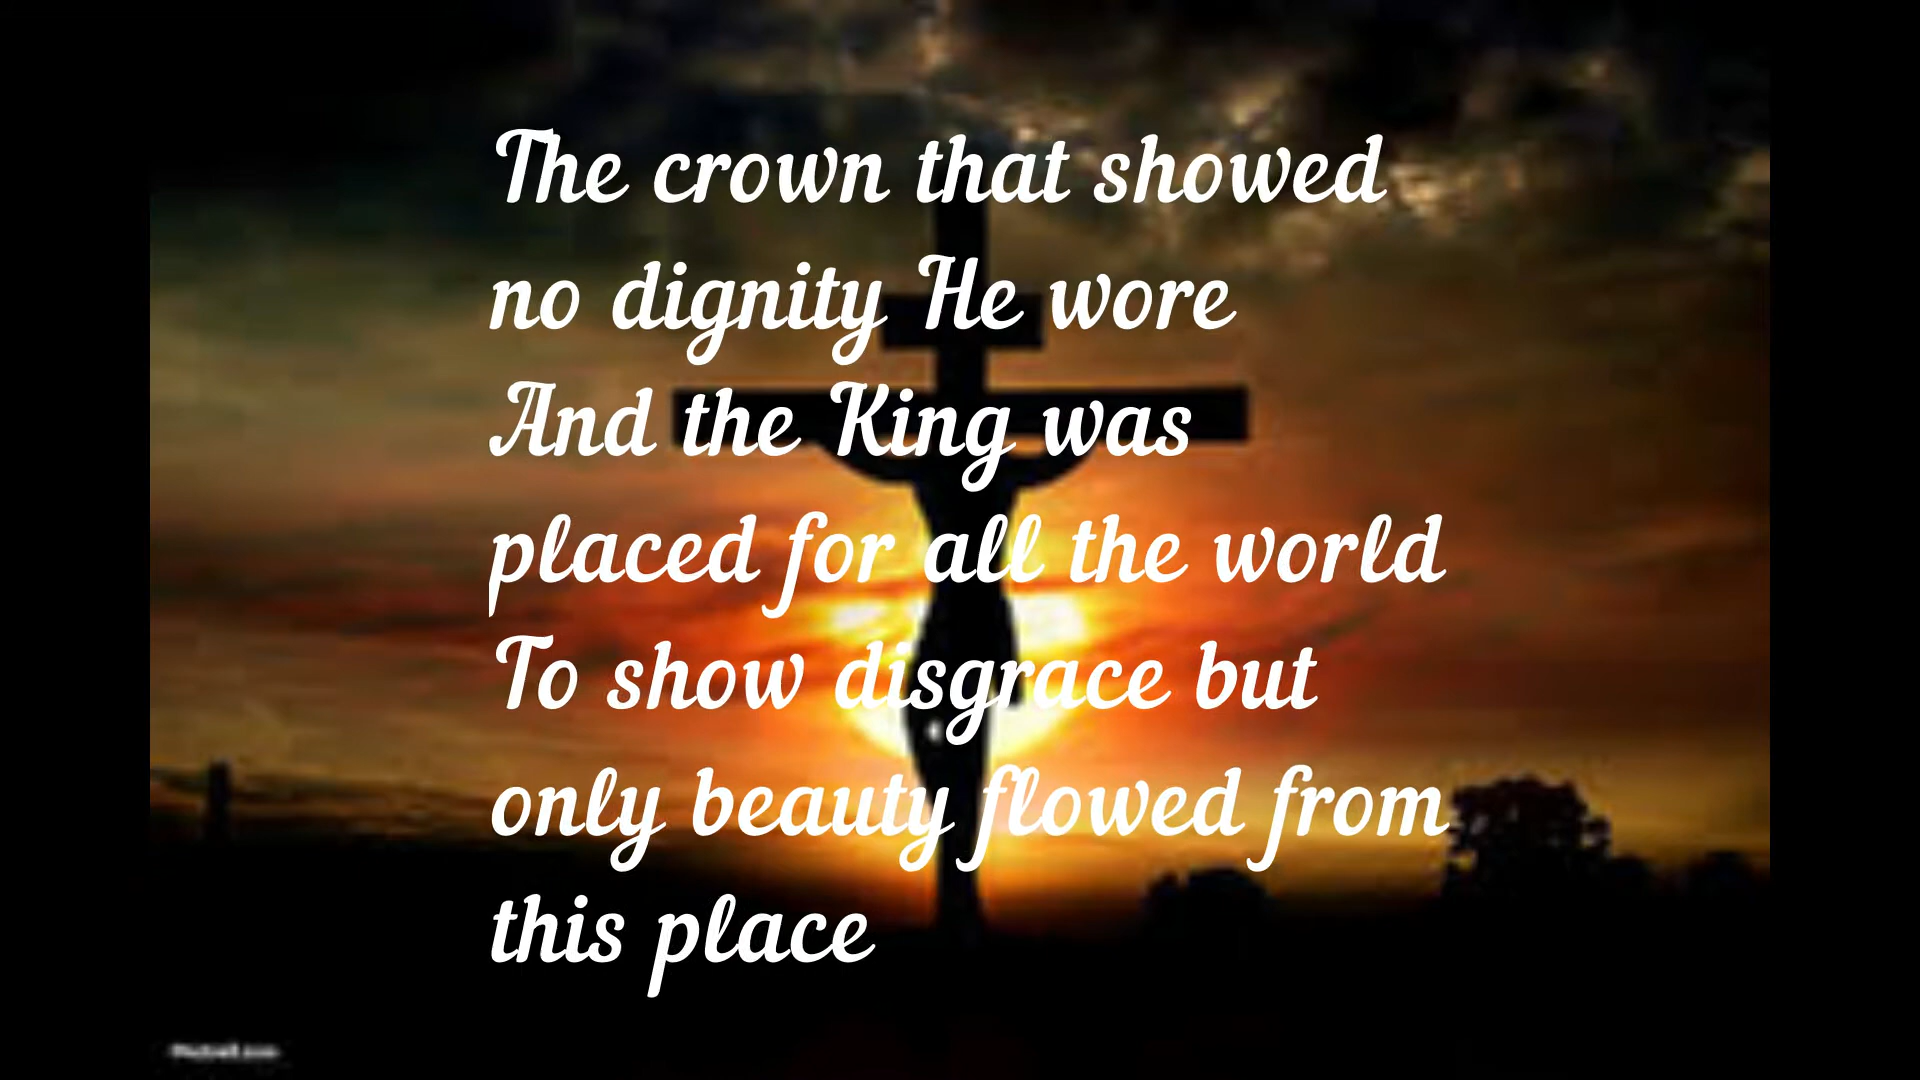 The crown that showed
no dignity He wore
And the King was
placed for all the world
To show disgrace but
only beauty flowed from
this place